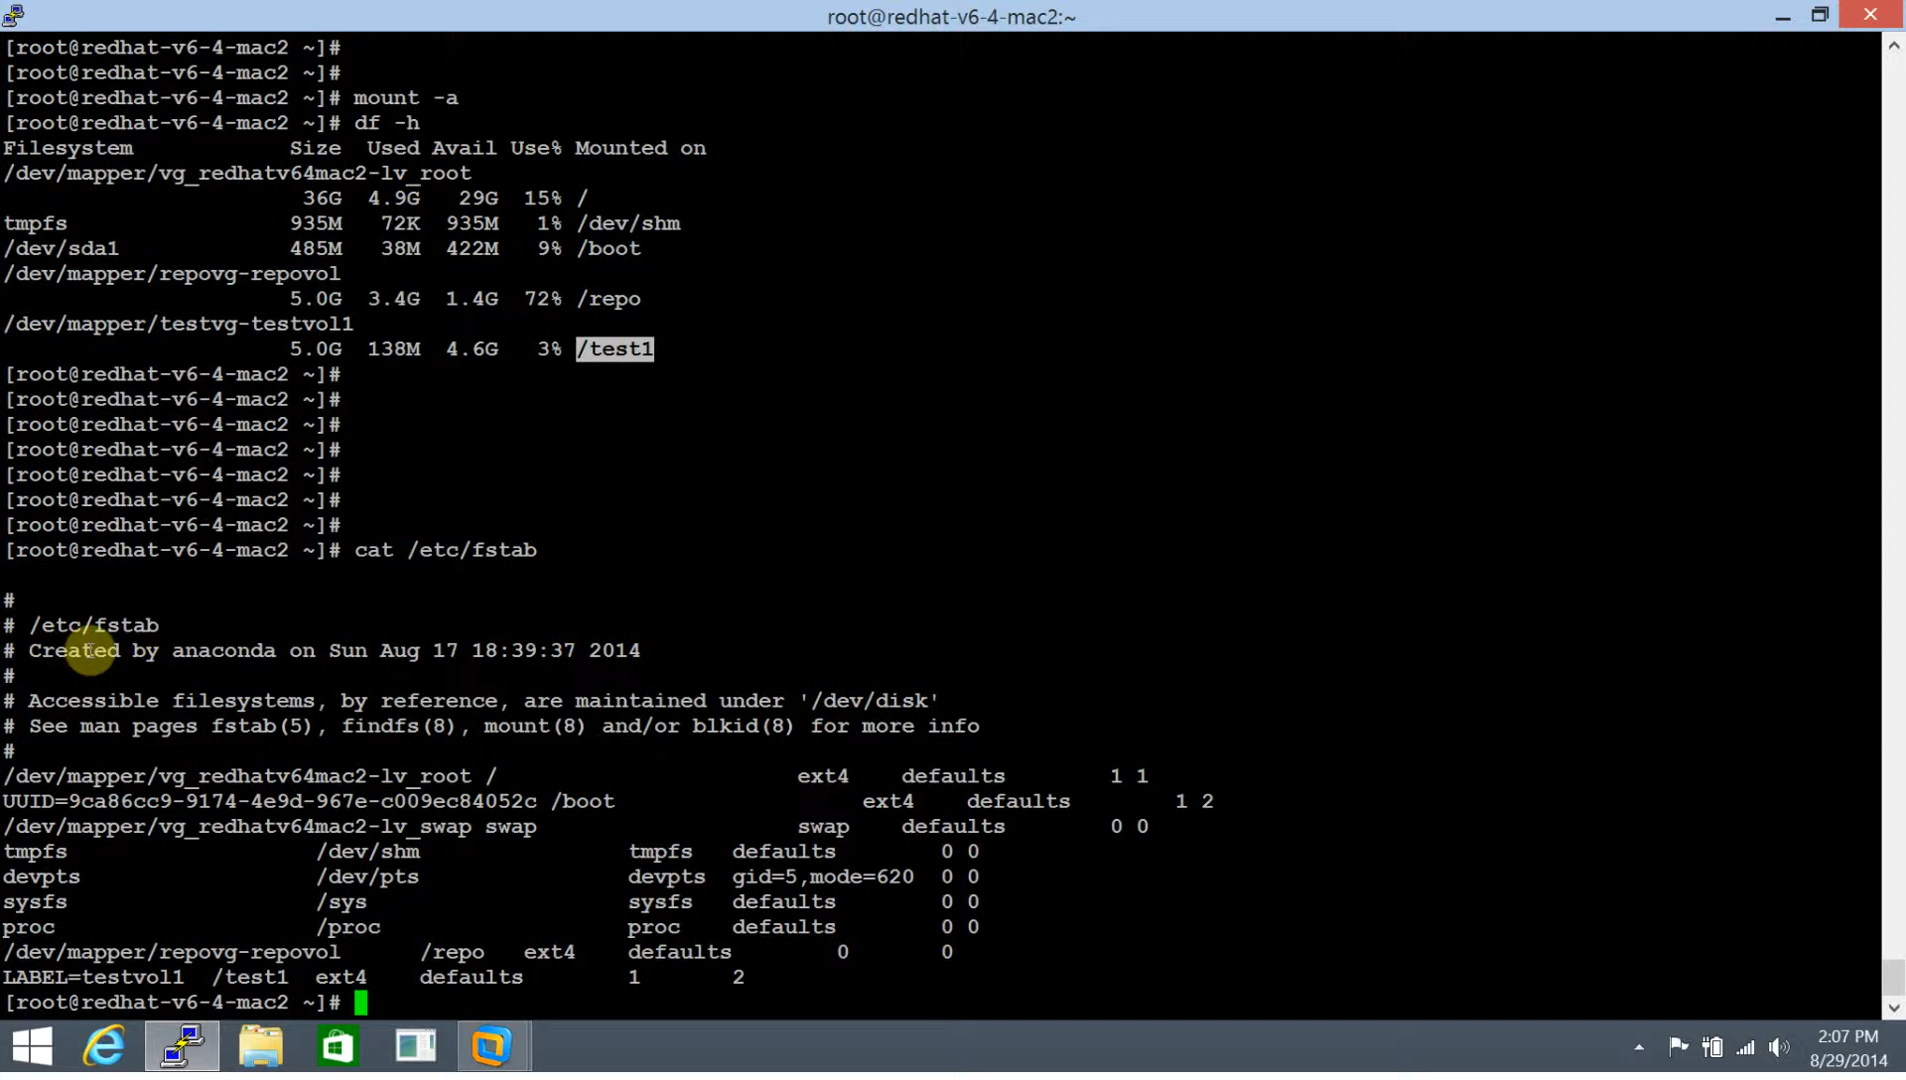 root@redhat-v6-4-mac2:~
[root@redhat-v6-4-mac2 ~]#
[root@redhat-v6-4-mac2 ~]#
[root@redhat-v6-4-mac2 ~]# mount -a
[root@redhat-v6-4-mac2 ~]# df -h
Filesystem            Size  Used Avail Use% Mounted on
/dev/mapper/vg_redhatv64mac2-lv_root
                      36G  4.9G   29G  15% /
tmpfs                 935M   72K  935M   1% /dev/shm
/dev/sda1             485M   38M  422M   9% /boot
/dev/mapper/repovg-repovol
                      5.0G  3.4G  1.4G  72% /repo
/dev/mapper/testvg-testvol1
                      5.0G  138M  4.6G   3% /test1
[root@redhat-v6-4-mac2 ~]#
[root@redhat-v6-4-mac2 ~]#
[root@redhat-v6-4-mac2 ~]#
[root@redhat-v6-4-mac2 ~]#
[root@redhat-v6-4-mac2 ~]#
[root@redhat-v6-4-mac2 ~]#
[root@redhat-v6-4-mac2 ~]#
[root@redhat-v6-4-mac2 ~]# cat /etc/fstab
#
# /etc/fstab
# Created by anaconda on Sun Aug 17 18:39:37 2014
#
# Accessible filesystems, by reference, are maintained under '/dev/disk'
# See man pages fstab(5), findfs(8), mount(8) and/or blkid(8) for more info
#
/dev/mapper/vg_redhatv64mac2-lv_root /                       ext4    defaults        1 1
UUID=9ca86cc9-9174-4e9d-967e-c009ec84052c /boot                   ext4    defaults        1 2
/dev/mapper/vg_redhatv64mac2-lv_swap swap                    swap    defaults        0 0
tmpfs                   /dev/shm                tmpfs   defaults        0 0
devpts                  /dev/pts                devpts  gid=5,mode=620  0 0
sysfs                   /sys                    sysfs   defaults        0 0
proc                    /proc                   proc    defaults        0 0
/dev/mapper/repovg-repovol      /repo   ext4    defaults        0       0
LABEL=testvol1  /test1  ext4    defaults        1       2
[root@redhat-v6-4-mac2 ~]#
2:07 PM
8/29/2014